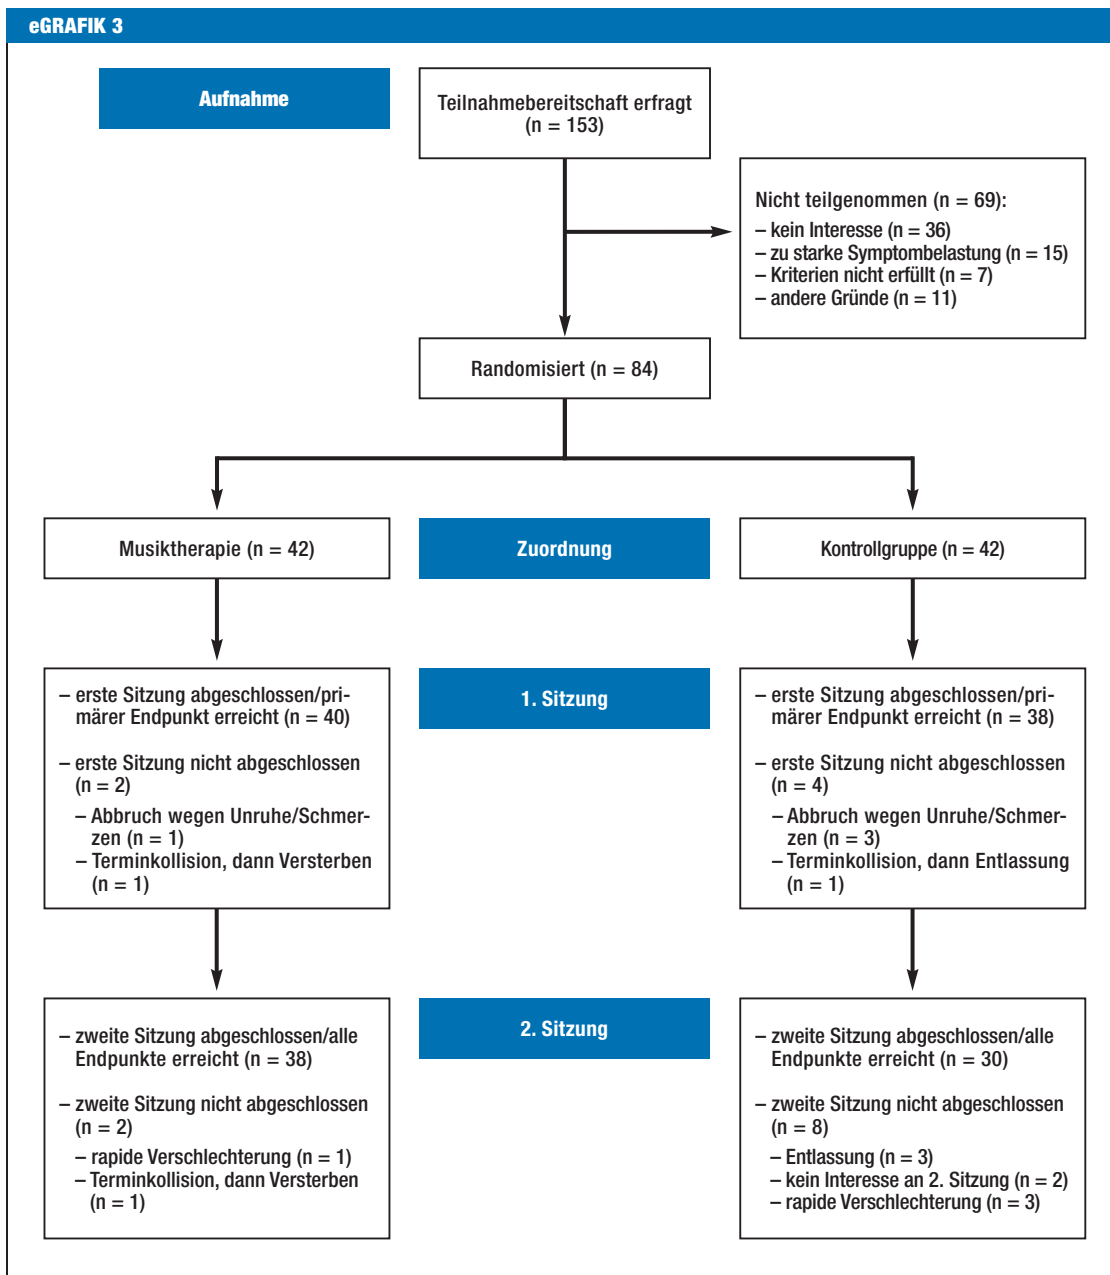 eGRAFIK 3
Aufnahme
Teilnahmebereitschaft erfragt
(n = 153)
Nicht teilgenommen (n = 69):
– kein Interesse (n = 36)
– zu starke Symptombelastung (n = 15)
– Kriterien nicht erfüllt (n = 7)
– andere Gründe (n = 11)
Randomisiert (n = 84)
Musiktherapie (n = 42)
Zuordnung
Kontrollgruppe (n = 42)
– erste Sitzung abgeschlossen/pri-
märer Endpunkt erreicht (n = 40)
– erste Sitzung nicht abgeschlossen
(n = 2)
– Abbruch wegen Unruhe/Schmer-
zen (n = 1)
– Terminkollision, dann Versterben
(n = 1)
1. Sitzung
– erste Sitzung abgeschlossen/pri-
märer Endpunkt erreicht (n = 38)
– erste Sitzung nicht abgeschlossen
(n = 4)
– Abbruch wegen Unruhe/Schmer-
zen (n = 3)
– Terminkollision, dann Entlassung
(n = 1)
– zweite Sitzung abgeschlossen/alle
Endpunkte erreicht (n = 38)
– zweite Sitzung nicht abgeschlossen
(n = 2)
– rapide Verschlechterung (n = 1)
– Terminkollision, dann Versterben
(n = 1)
2. Sitzung
– zweite Sitzung abgeschlossen/alle
Endpunkte erreicht (n = 30)
– zweite Sitzung nicht abgeschlossen
(n = 8)
– Entlassung (n = 3)
– kein Interesse an 2. Sitzung (n = 2)
– rapide Verschlechterung (n = 3)